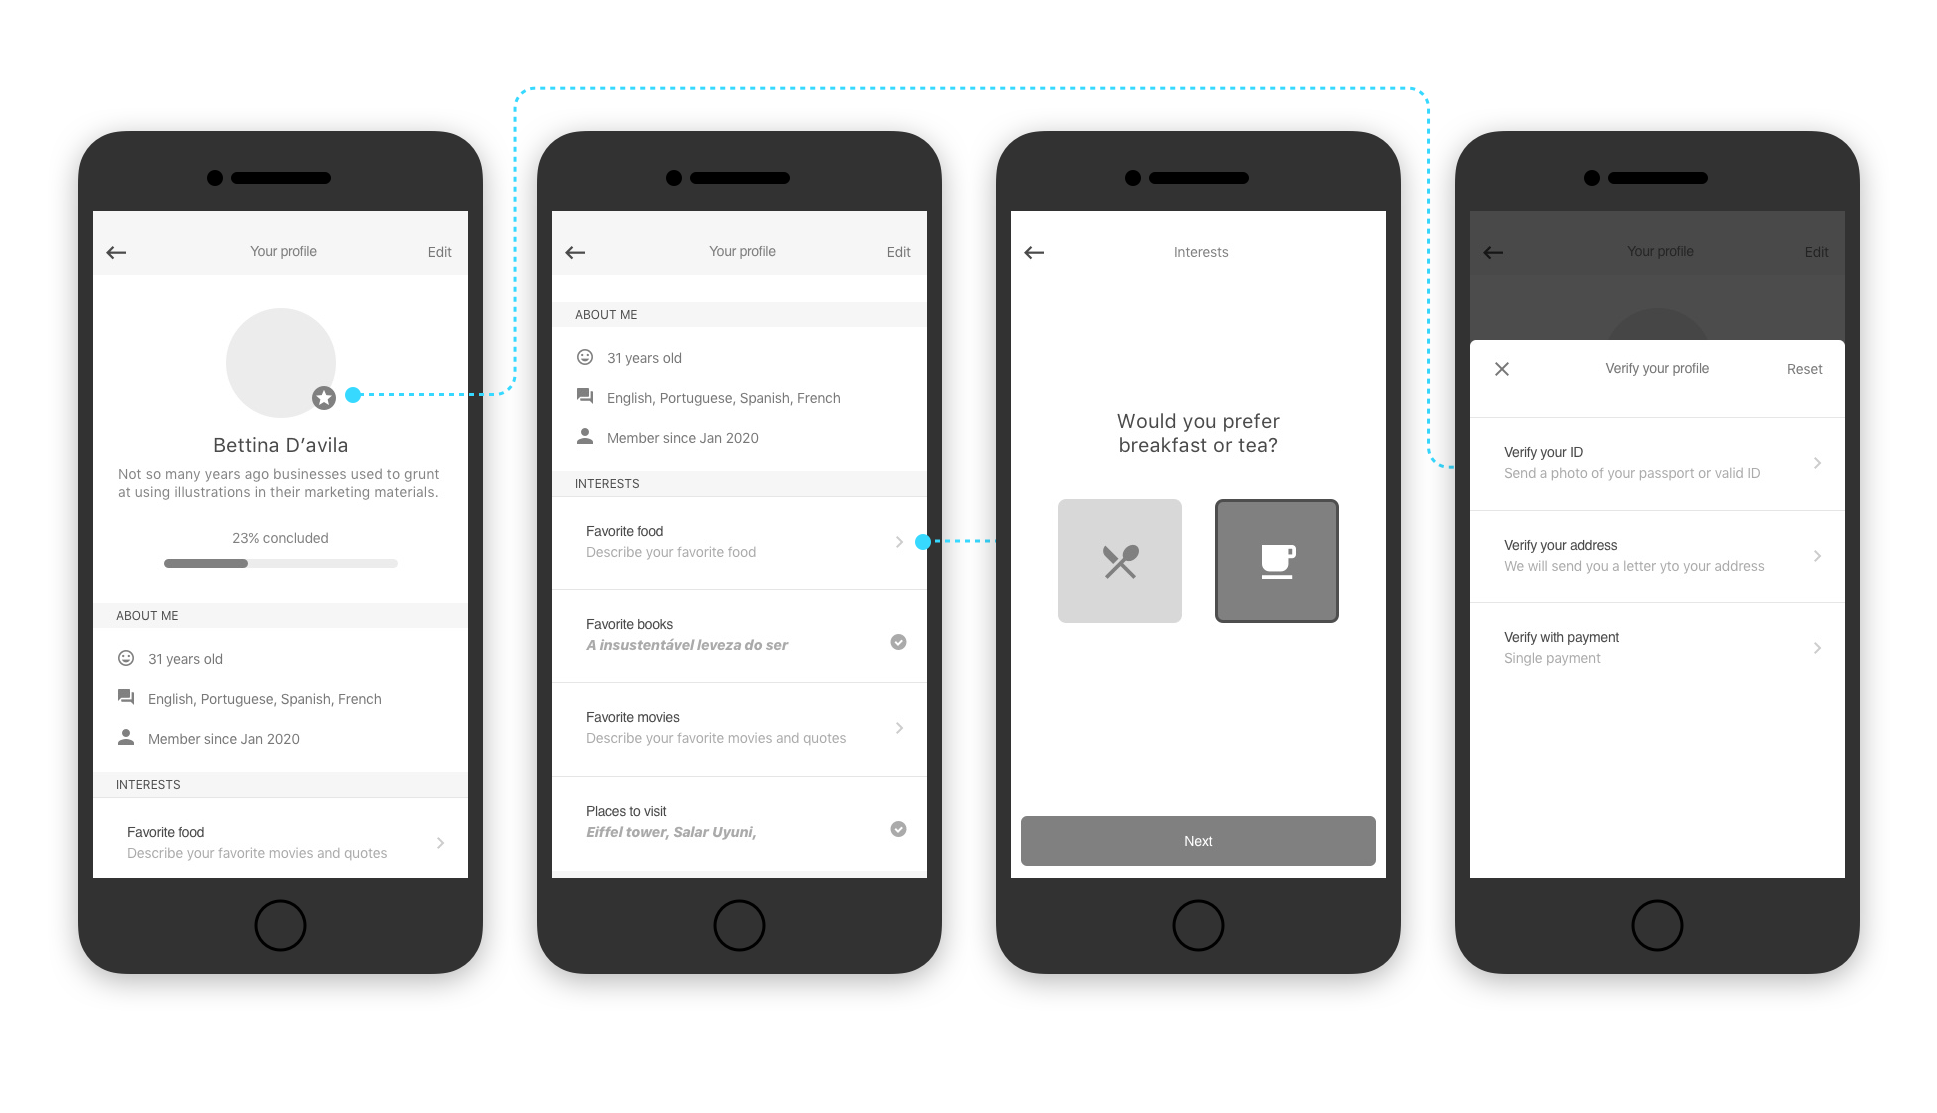 Your profile
Edit
Bettina D’avila
Not so many years ago businesses used to grunt
at using illustrations in their marketing materials.
23% concluded
ABOUT ME
31 years old
English, Portuguese, Spanish, French
Member since Jan 2020
INTERESTS
Favorite food
Describe your favorite movies and quotes
Your profile
Edit
ABOUT ME
31 years old
English, Portuguese, Spanish, French
Member since Jan 2020
INTERESTS
Favorite food
Describe your favorite food
Favorite books
A insustentável leveza do ser
Favorite movies
Describe your favorite movies and quotes
Places to visit
Eiffel tower, Salar Uyuni,
Interests
Would you prefer
breakfast or tea?
Next
Your profile
Edit
Verify your profile
Reset
Verify your ID
Send a photo of your passport or valid ID
Verify your address
We will send you a letter yto your address
Verify with payment
Single payment